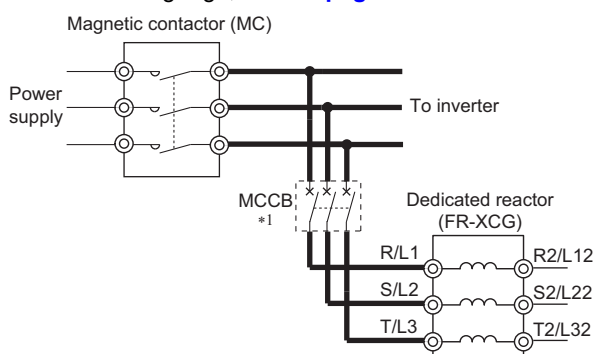 Magnetic contactor (MC)
Power
supply
To inverter
MCCB
*1
Dedicated reactor
(FR-XCG)
R/L1
R2/L12
S/L2
S2/L22
T/L3
T2/L32